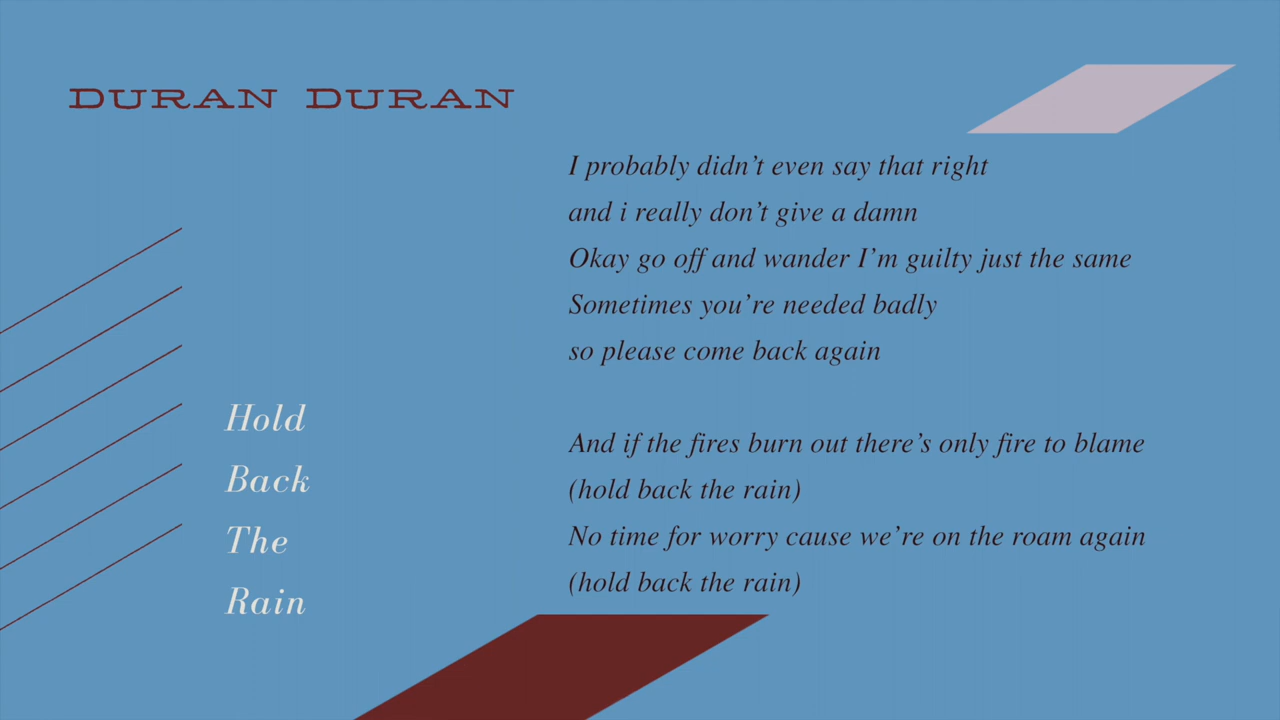 DURAN DURAN
I probably didn't even say that right
and i really don't give a damn
Okay go off and wander I'm guilty just the same
Sometimes you're needed badly
so please come back again
Hold
Back
The
Rain
And if the fires burn out there's only fire to blame
(hold back the rain)
No time for worry cause we're on the roam again
(hold back the rain)